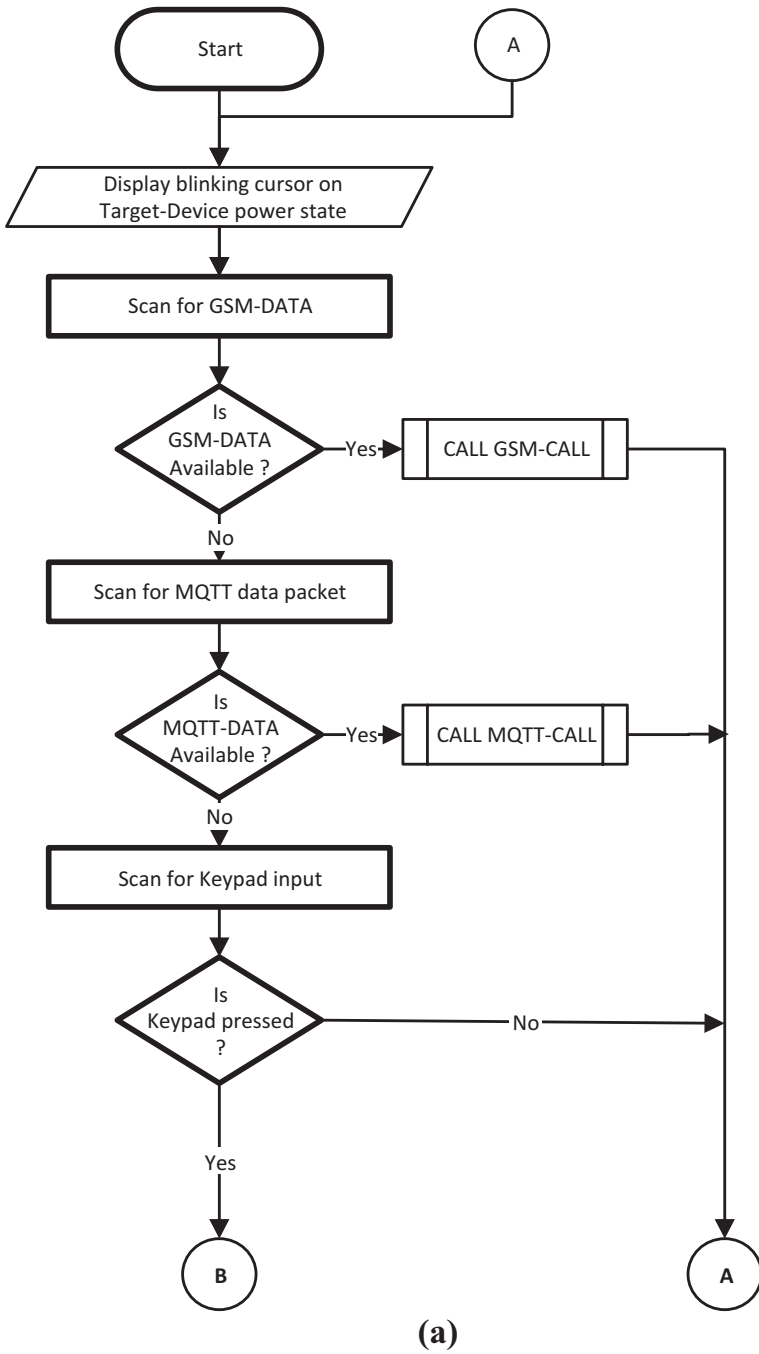 Start
A
Display blinking cursor on
Target-Device power state
Scan for GSM-DATA
Is
GSM-DATA
Available ?
Yes
CALL GSM-CALL
No
Scan for MQTT data packet
Is
MQTT-DATA
Available ?
Yes
CALL MQTT-CALL
No
Scan for Keypad input
Is
Keypad pressed
?
No
Yes
B
A
(a)